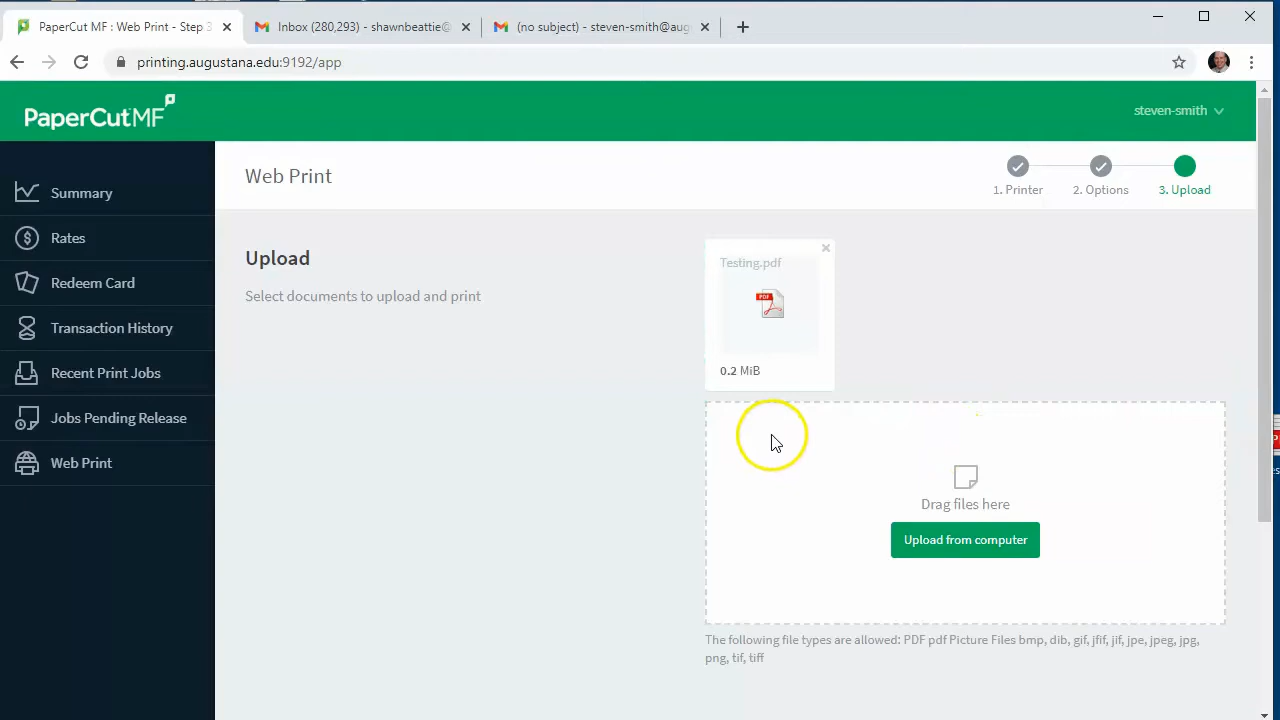 PaperCut MF : Web Print - Step 3
Inbox (280,293) - shawnbeattie@
(no subject) - steven-smith@aug
printing.augustana.edu:9192/app
PaperCut MF
steven-smith
Summary
Rates
Redeem Card
Transaction History
Recent Print Jobs
Jobs Pending Release
Web Print
Web Print
1. Printer
2. Options
3. Upload
Upload
Select documents to upload and print
Testing.pdf
PDF
0.2 MiB
Drag files here
Upload from computer
The following file types are allowed: PDF pdf Picture Files bmp, dib, gif, jfif, jif, jpe, jpeg, jpg,
png, tif, tiff